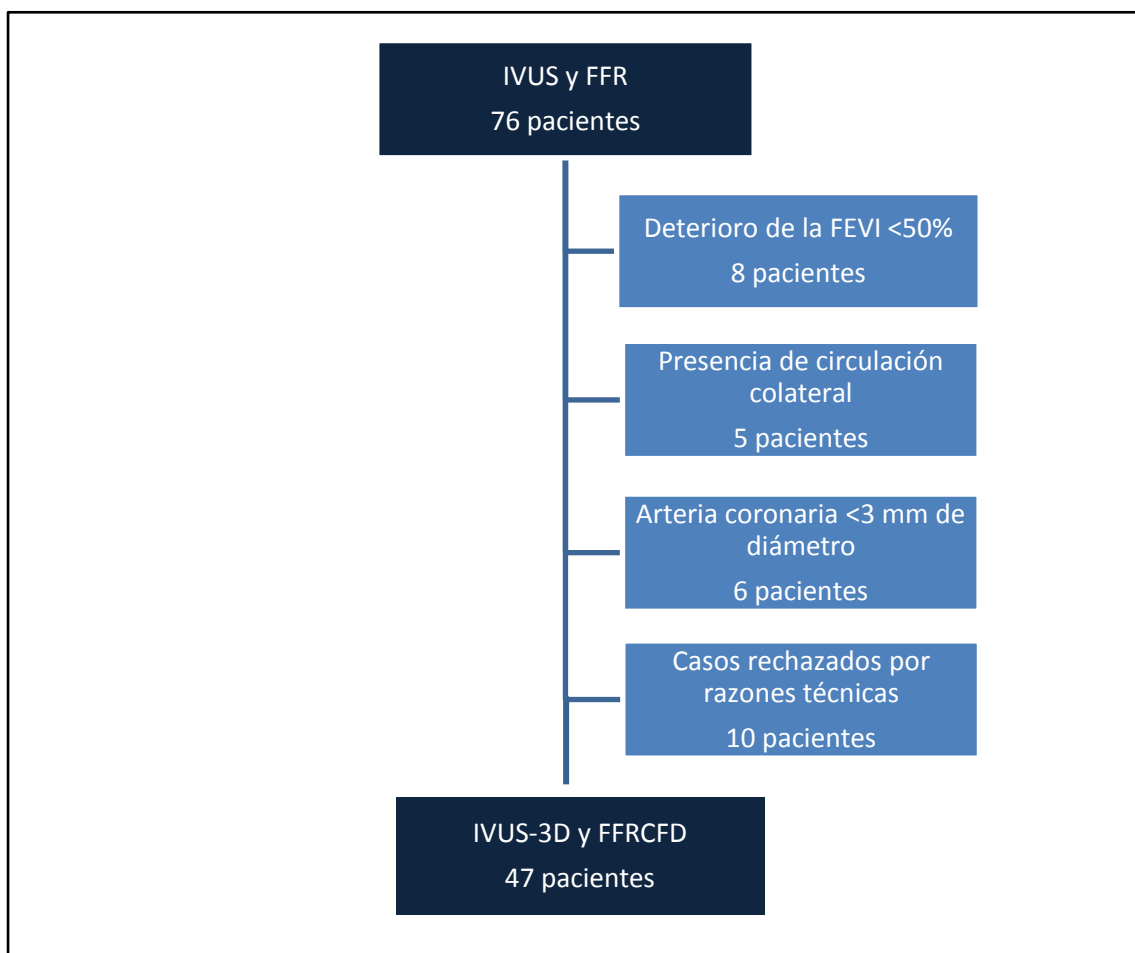 IVUS y FFR
76 pacientes
Deterioro de la FEVI <50%
8 pacientes
Presencia de circulación
colateral
5 pacientes
Arteria coronaria <3 mm de
diámetro
6 pacientes
Casos rechazados por
razones técnicas
10 pacientes
IVUS-3D y FFRCFD
47 pacientes